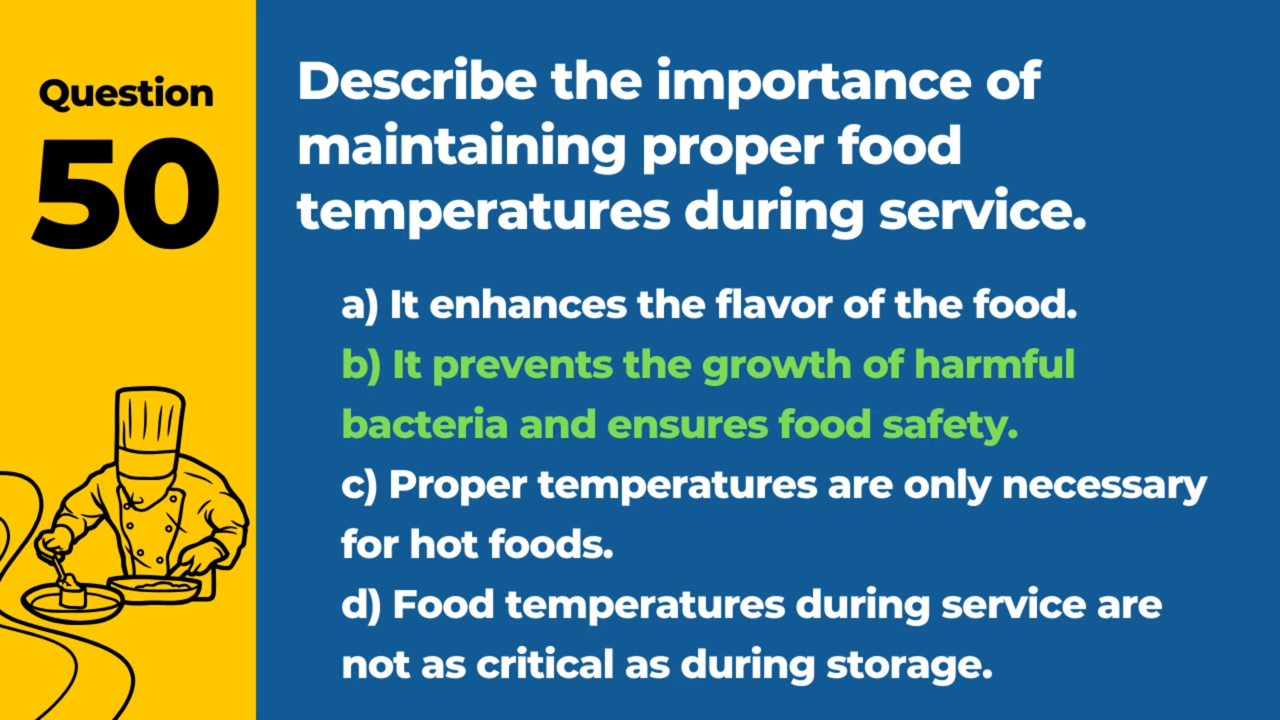 Question
50
Describe the importance of
maintaining proper food
temperatures during service.
a) It enhances the flavor of the food.
b) It prevents the growth of harmful
bacteria and ensures food safety.
c) Proper temperatures are only necessary
for hot foods.
d) Food temperatures during service are
not as critical as during storage.